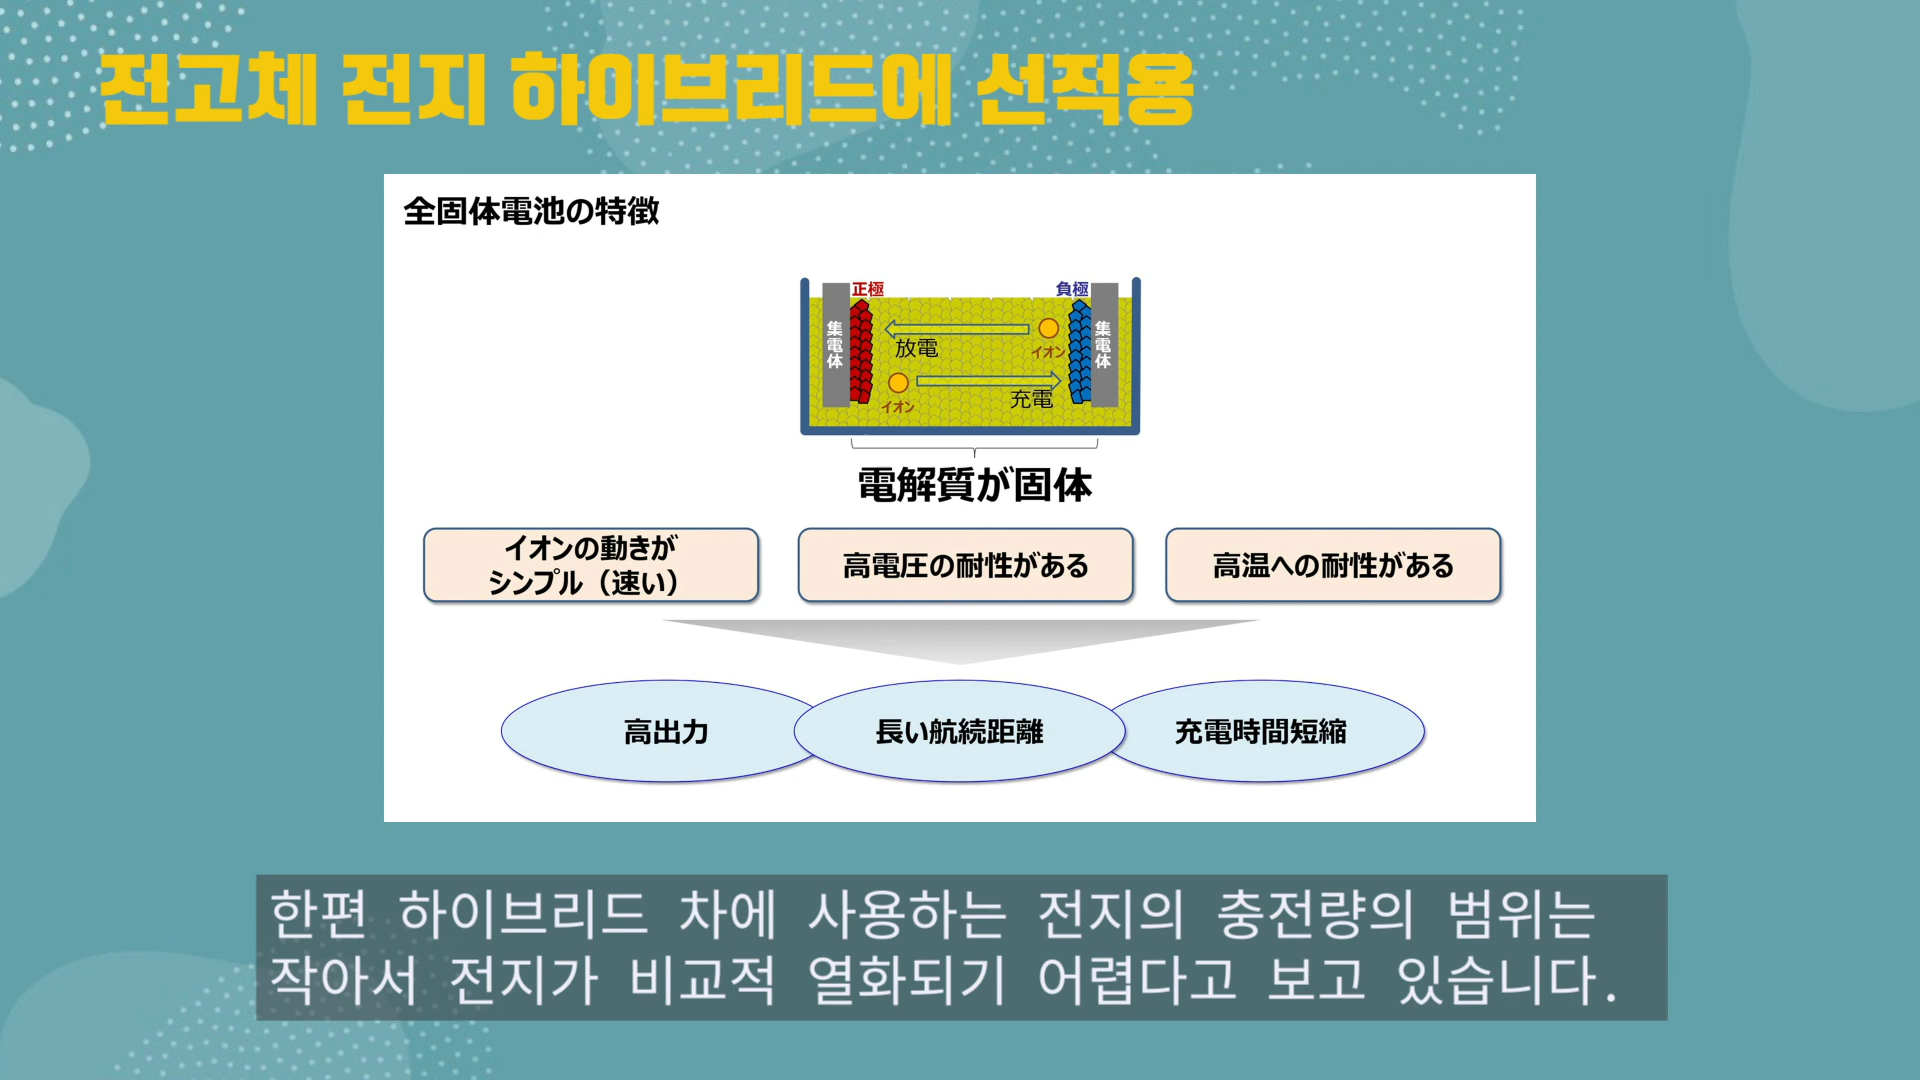 전고체 전지 하이브리드에 선적용
全固体電池の特徴
正極
負極
集電体
集電体
放電
イオン
イオン
充電
電解質が固体
イオンの動きが
シンプル（速い）
高電圧の耐性がある
高温への耐性がある
高出力
長い航続距離
充電時間短縮
한편 하이브리드 차에 사용하는 전지의 충전량의 범위는
작아서 전지가 비교적 열화되기 어렵다고 보고 있습니다.